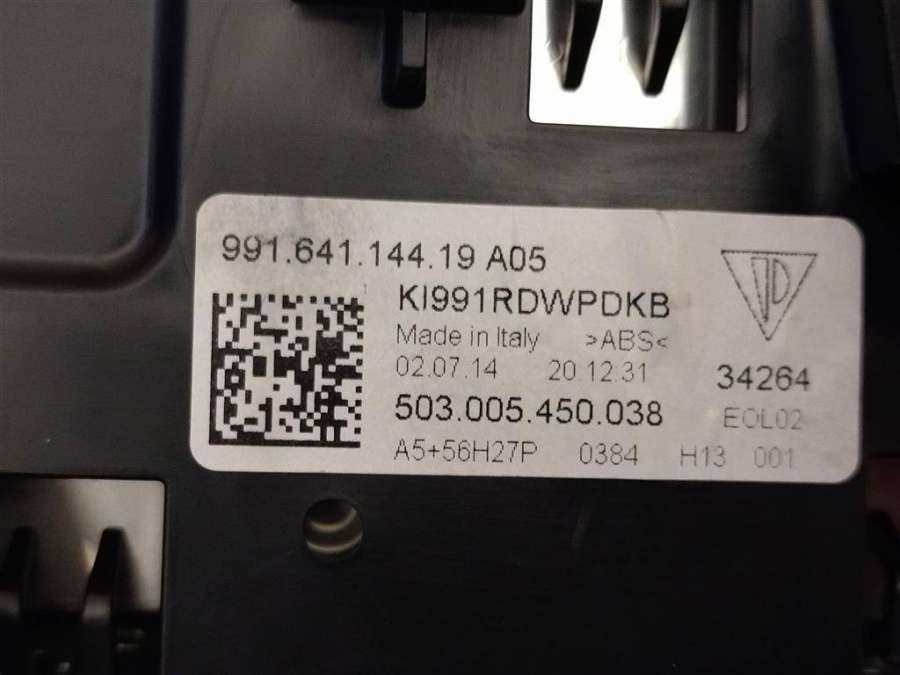 991.641.144.19 A05
KI991RDWPDKB
Made in Italy >ABS<
02.07.14 20 12:31
34264
503.005.450.038
EOL02
A5+56H27P 0384 H13 001